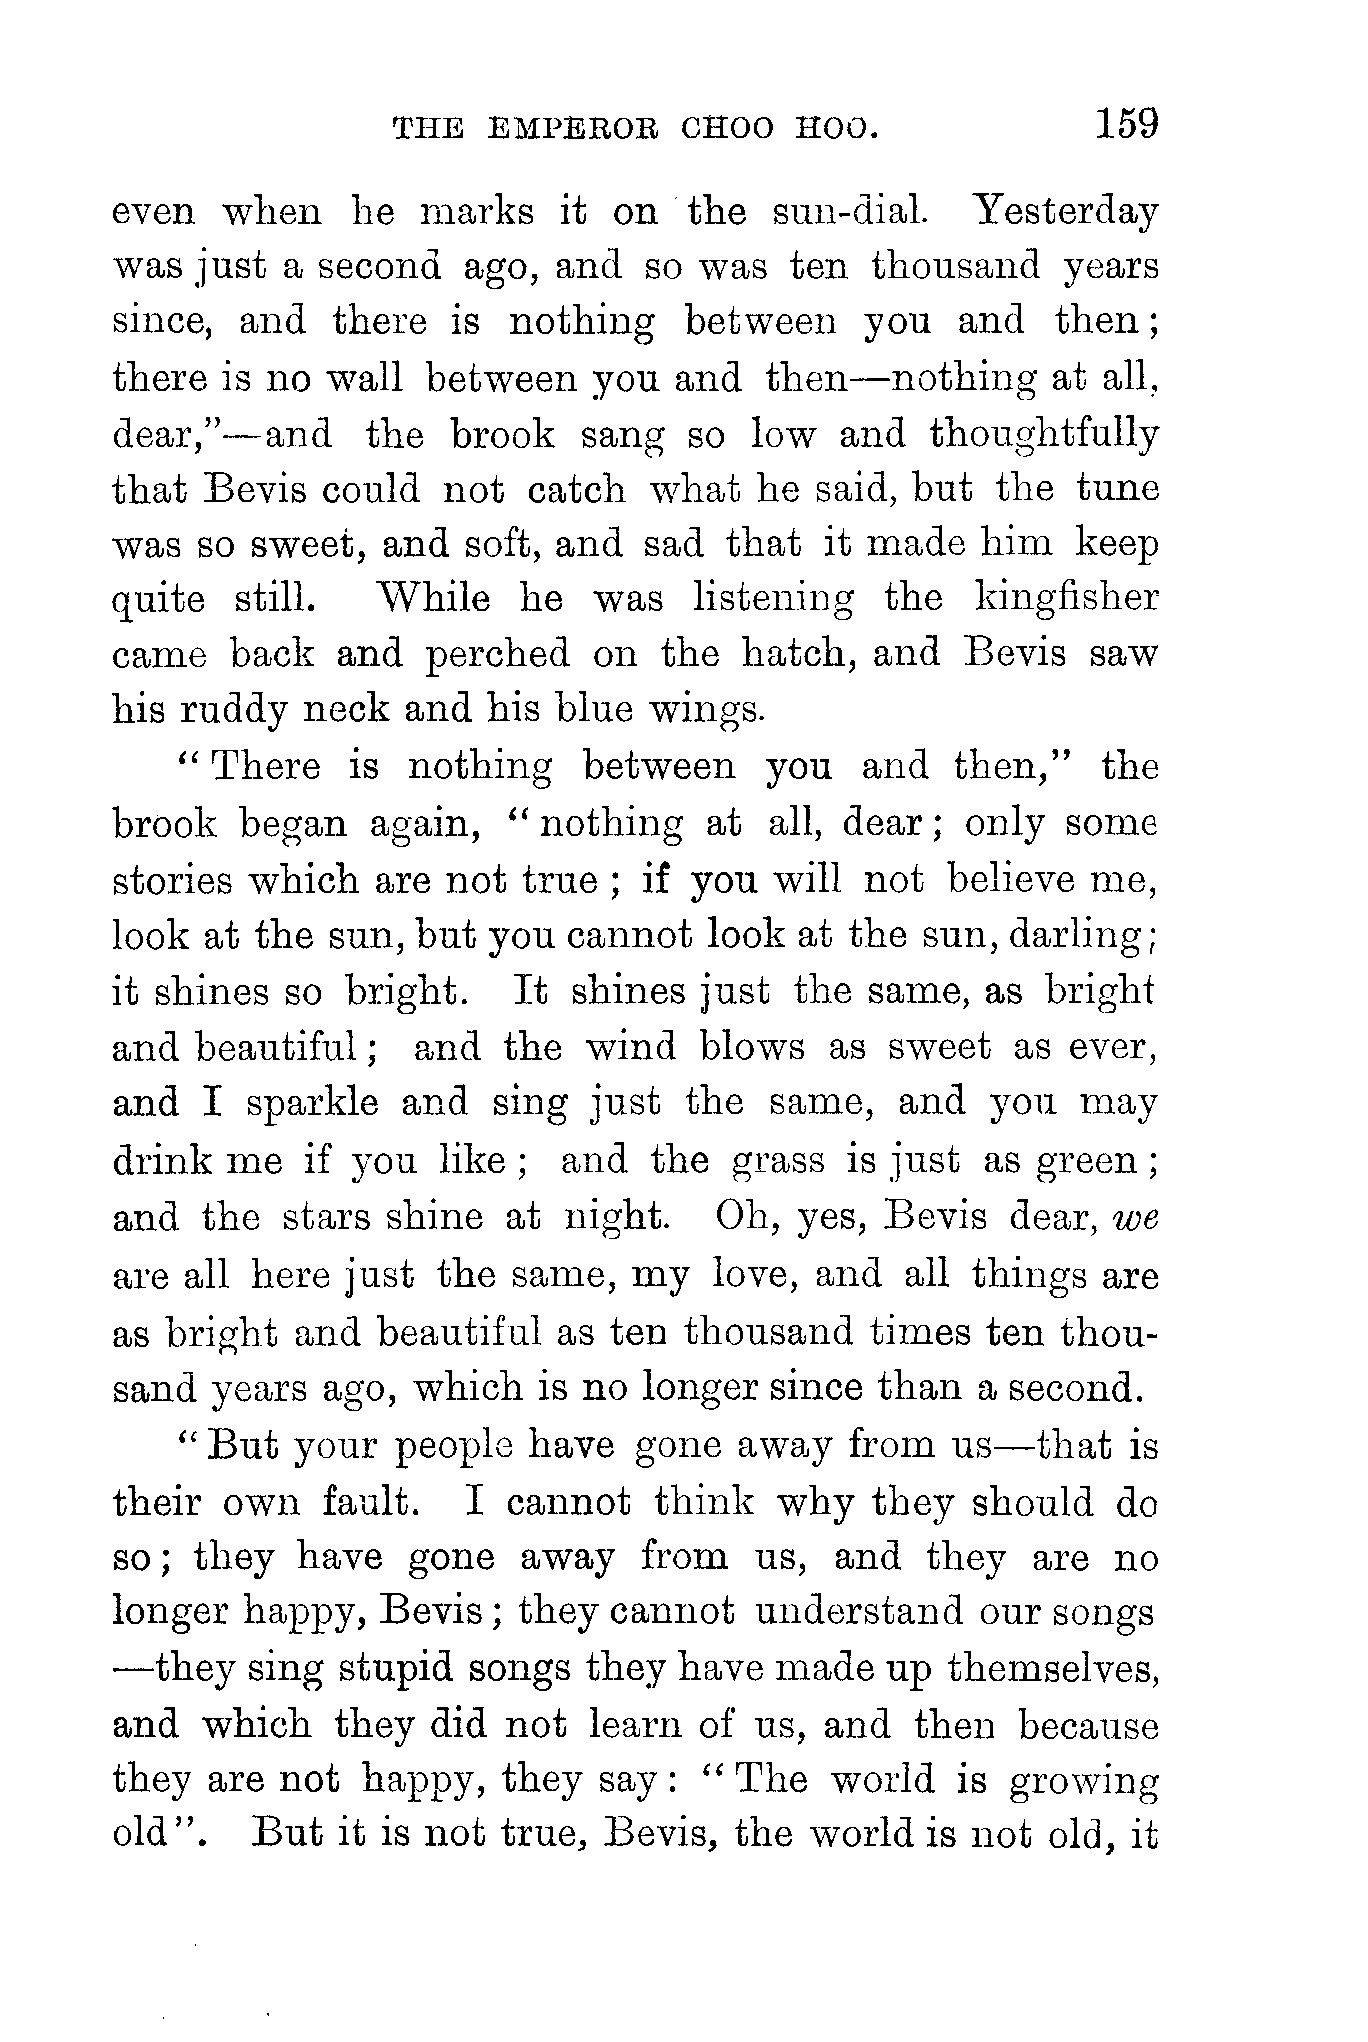 THE EMPEROR CHOO HOO. 159
even when he marks it on the sun-dial. Yesterday
was just a second ago, and so was ten thousand years
since, and there is nothing between you and then;
there is no wall between you and then—nothing at all,
dear,"—and the brook sang so low and thoughtfully
that Bevis could not catch what he said, but the tune
was so sweet, and soft, and sad that it made him keep
quite still. While he was listening the kingfisher
came back and perched on the hatch, and Bevis saw
his ruddy neck and his blue wings.
"There is nothing between you and then," the
brook began again, "nothing at all, dear; only some
stories which are not true; if you will not believe me,
look at the sun, but you cannot look at the sun, darling;
it shines so bright. It shines just the same, as bright
and beautiful; and the wind blows as sweet as ever,
and I sparkle and sing just the same, and you may
drink me if you like; and the grass is just as green;
and the stars shine at night. Oh, yes, Bevis dear, we
are all here just the same, my love, and all things are
as bright and beautiful as ten thousand times ten thou-
sand years ago, which is no longer since than a second.
"But your people have gone away from us—that is
their own fault. I cannot think why they should do
so; they have gone away from us, and they are no
longer happy, Bevis; they cannot understand our songs
—they sing stupid songs they have made up themselves,
and which they did not learn of us, and then because
they are not happy, they say: "The world is growing
old". But it is not true, Bevis, the world is not old, it